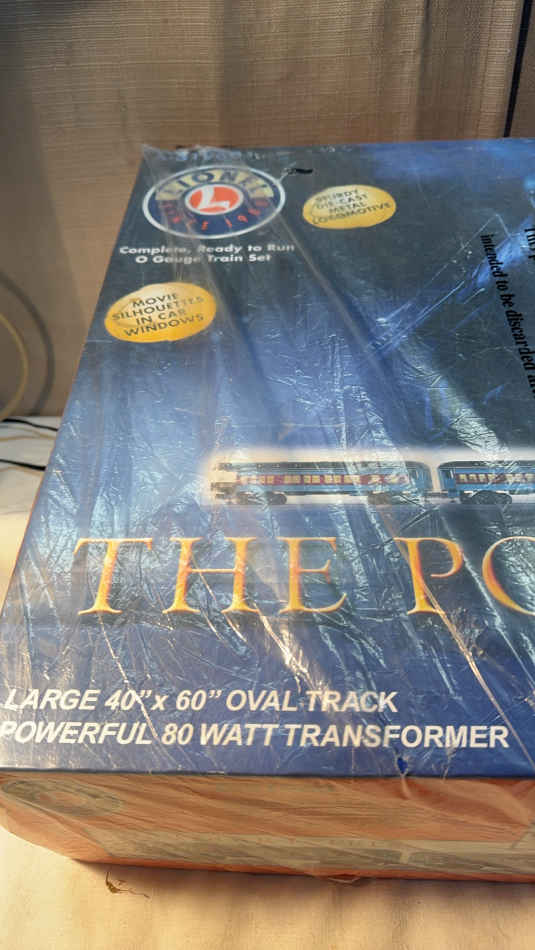 LIONEL
SINCE 1900
STURDY
DIE-CAST
METAL
LOCOMOTIVE
Complete, Ready to Run
O Gauge Train Set
MOVIE
SILHOUETTES
IN CAR
WINDOWS
intended to be discarded
THE PO
LARGE 40” x 60” OVAL TRACK
POWERFUL 80 WATT TRANSFORMER